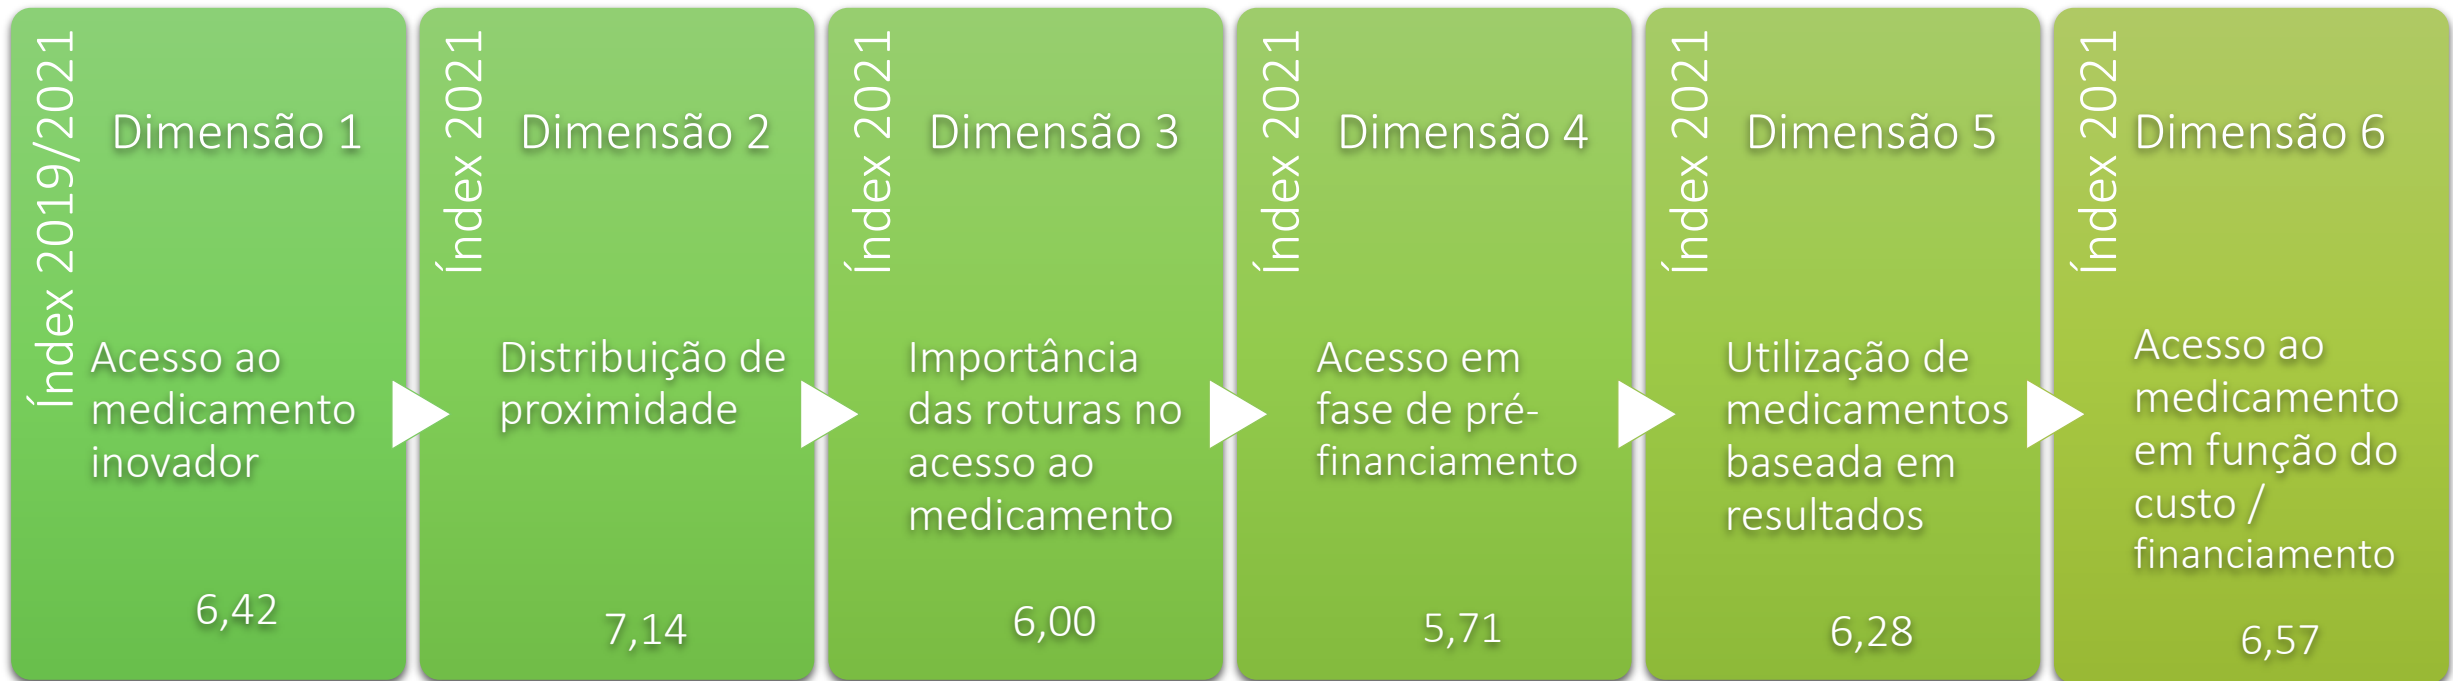 Índex 2019/2021
Dimensão 1
Acesso ao
medicamento
inovador
6,42
Índex 2021
Dimensão 2
Distribuição de
proximidade
7,14
Índex 2021
Dimensão 3
Importância
das roturas no
acesso ao
medicamento
6,00
Índex 2021
Dimensão 4
Acesso em
fase de pré-
financiamento
5,71
Índex 2021
Dimensão 5
Utilização de
medicamentos
baseada em
resultados
6,28
Índex 2021
Dimensão 6
Acesso ao
medicamento
em função do
custo /
financiamento
6,57